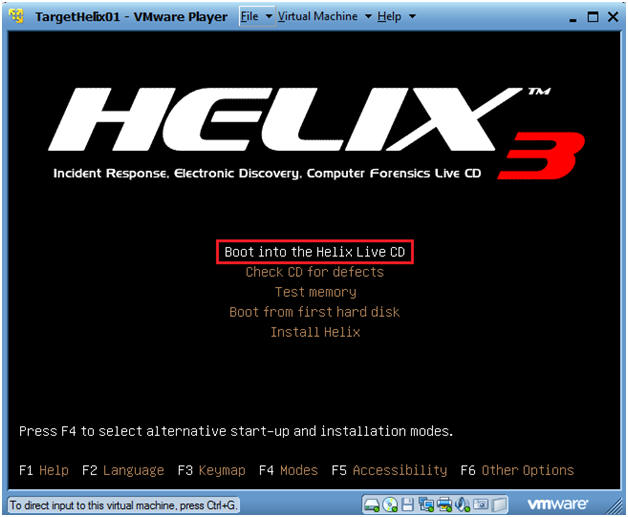 TargetHelix01 - VMware Player File Virtual Machine Help
HELIX™ 3
Incident Response, Electronic Discovery, Computer Forensics Live CD
Boot into the Helix Live CD
Check CD for defects
Test memory
Boot from first hard disk
Install Helix
Press F4 to select alternative start-up and installation modes.
F1 Help F2 Language F3 Keymap F4 Modes F5 Accessibility F6 Other Options
To direct input to this virtual machine, press Ctrl+G. vmware